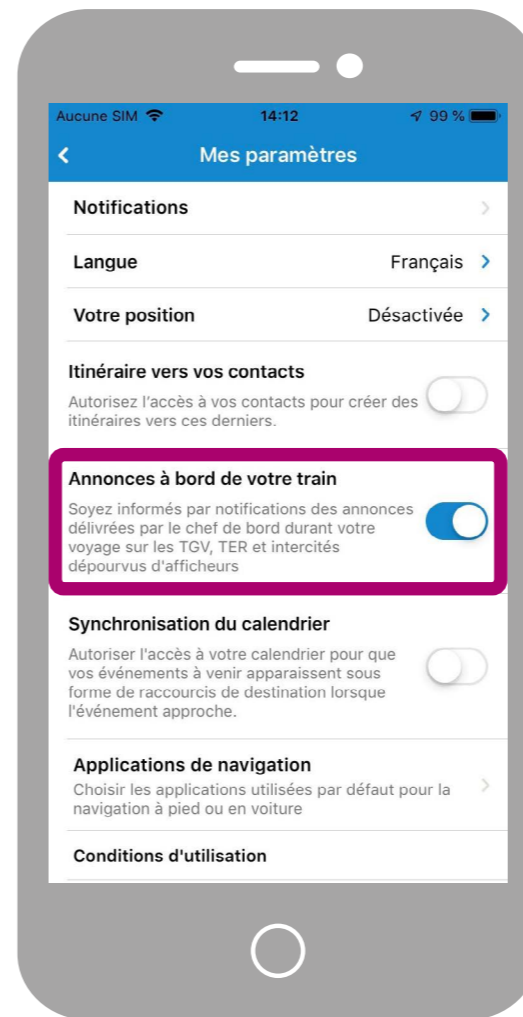 Aucune SIM 14:12 99 %
Mes paramètres
Notifications
Langue Français
Votre position Désactivée
Itinéraire vers vos contacts
Autorisez l'accès à vos contacts pour créer des
itinéraires vers ces derniers.
Annonces à bord de votre train
Soyez informés par notifications des annonces
délivrées par le chef de bord durant votre
voyage sur les TGV, TER et intercités
dépourvus d'afficheurs
Synchronisation du calendrier
Autoriser l'accès à votre calendrier pour que
vos événements à venir apparaissent sous
forme de raccourcis de destination lorsque
l'événement approche.
Applications de navigation
Choisir les applications utilisées par défaut pour la
navigation à pied ou en voiture
Conditions d'utilisation